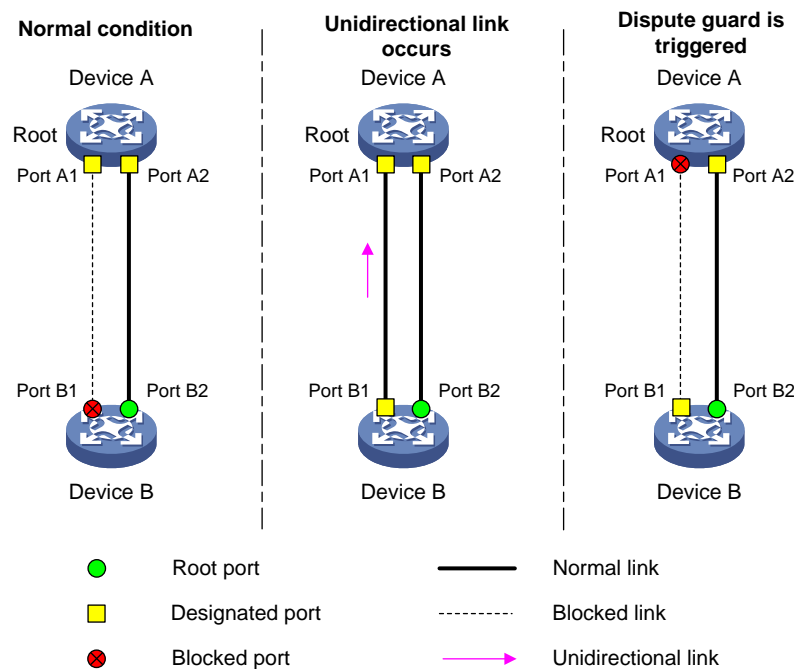 Normal condition
Device A
Root
Port A1
Port A2
Port B1
Port B2
Device B
Unidirectional link
occurs
Device A
Root
Port A1
Port A2
Port B1
Port B2
Device B
Dispute guard is
triggered
Device A
Root
Port A1
Port A2
Port B1
Port B2
Device B
Root port
Normal link
Designated port
Blocked link
Blocked port
Unidirectional link